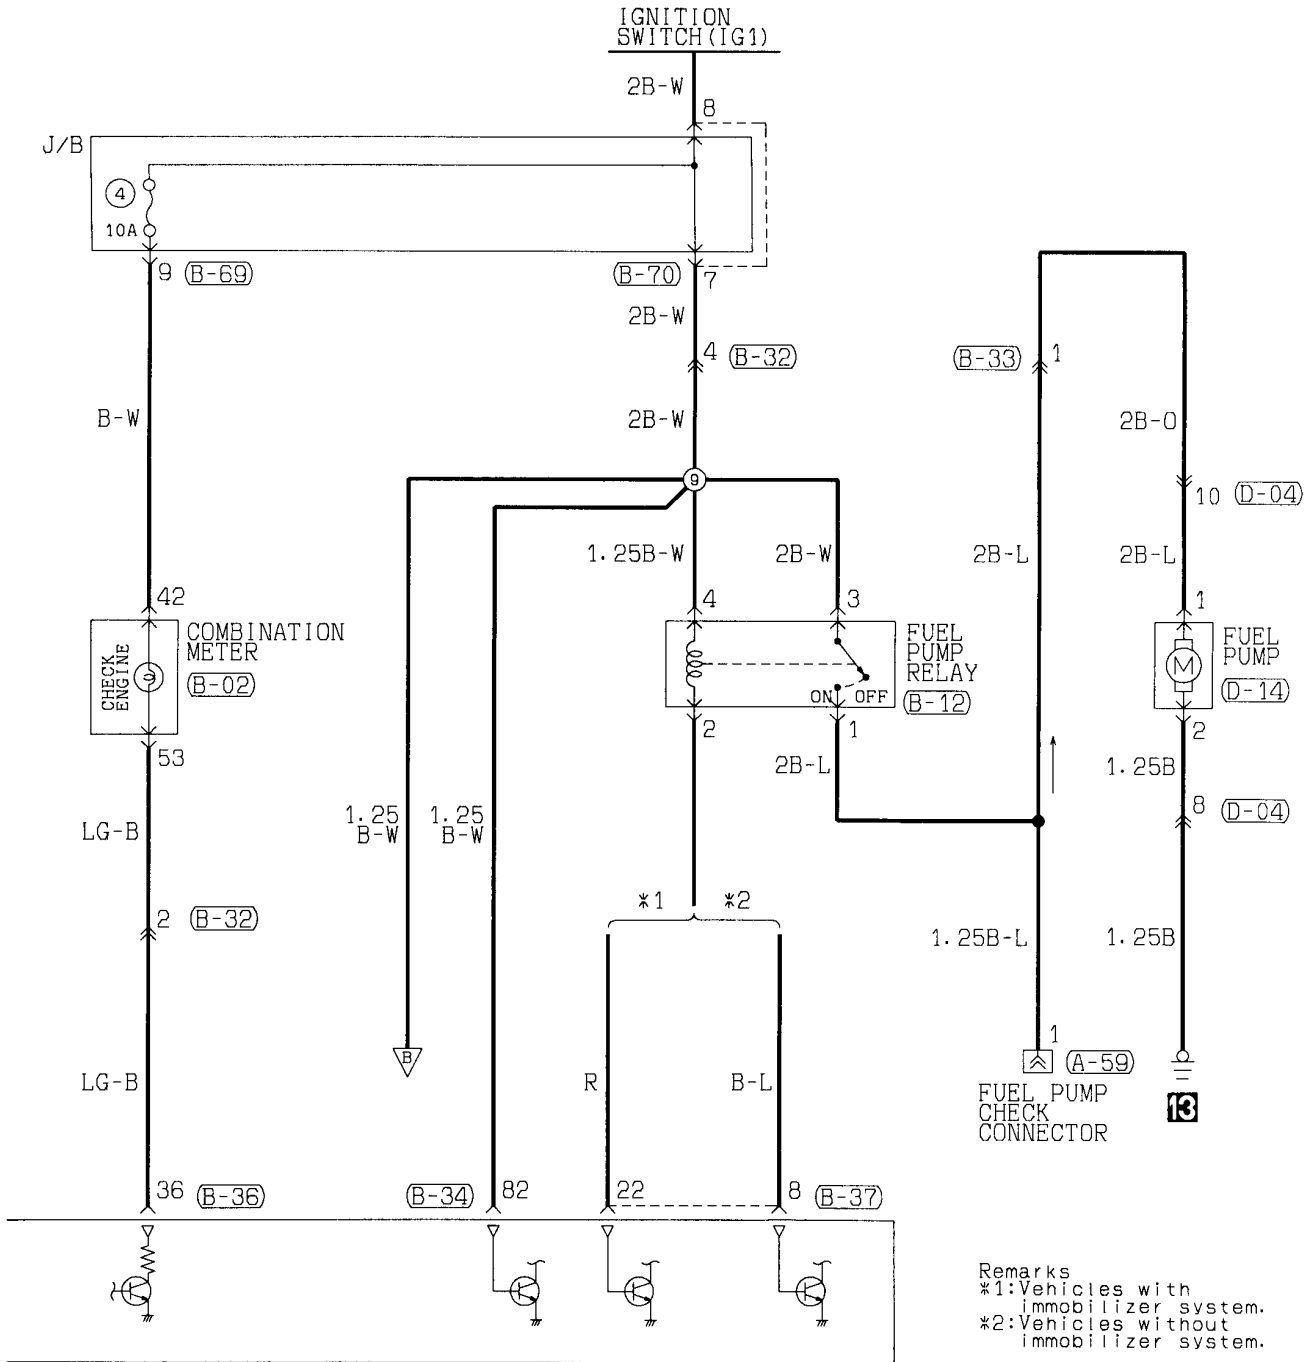 IGNITION
SWITCH(IG1)
2B-W
8
J/B
4
10A
9 B-69
B-70 7
2B-W
4 B-32
B-33 1
B-W
2B-W
2B-O
9
10 D-04
1.25B-W
2B-W
2B-L
2B-L
42
4
3
1
COMBINATION
METER
B-02
CHECK
ENGINE
FUEL
PUMP
RELAY
B-12
ON OFF
FUEL
PUMP
D-14
M
53
2
1
2
2B-L
1.25B
LG-B
1.25
B-W
1.25
B-W
8 D-04
2 B-32
*1 *2
1.25B-L
1.25B
B
1
A-59
LG-B
R
B-L
FUEL PUMP
CHECK
CONNECTOR
13
36 B-36
B-34 82
22
8 B-37
Remarks
*1:Vehicles with
immobilizer system.
*2:Vehicles without
immobilizer system.